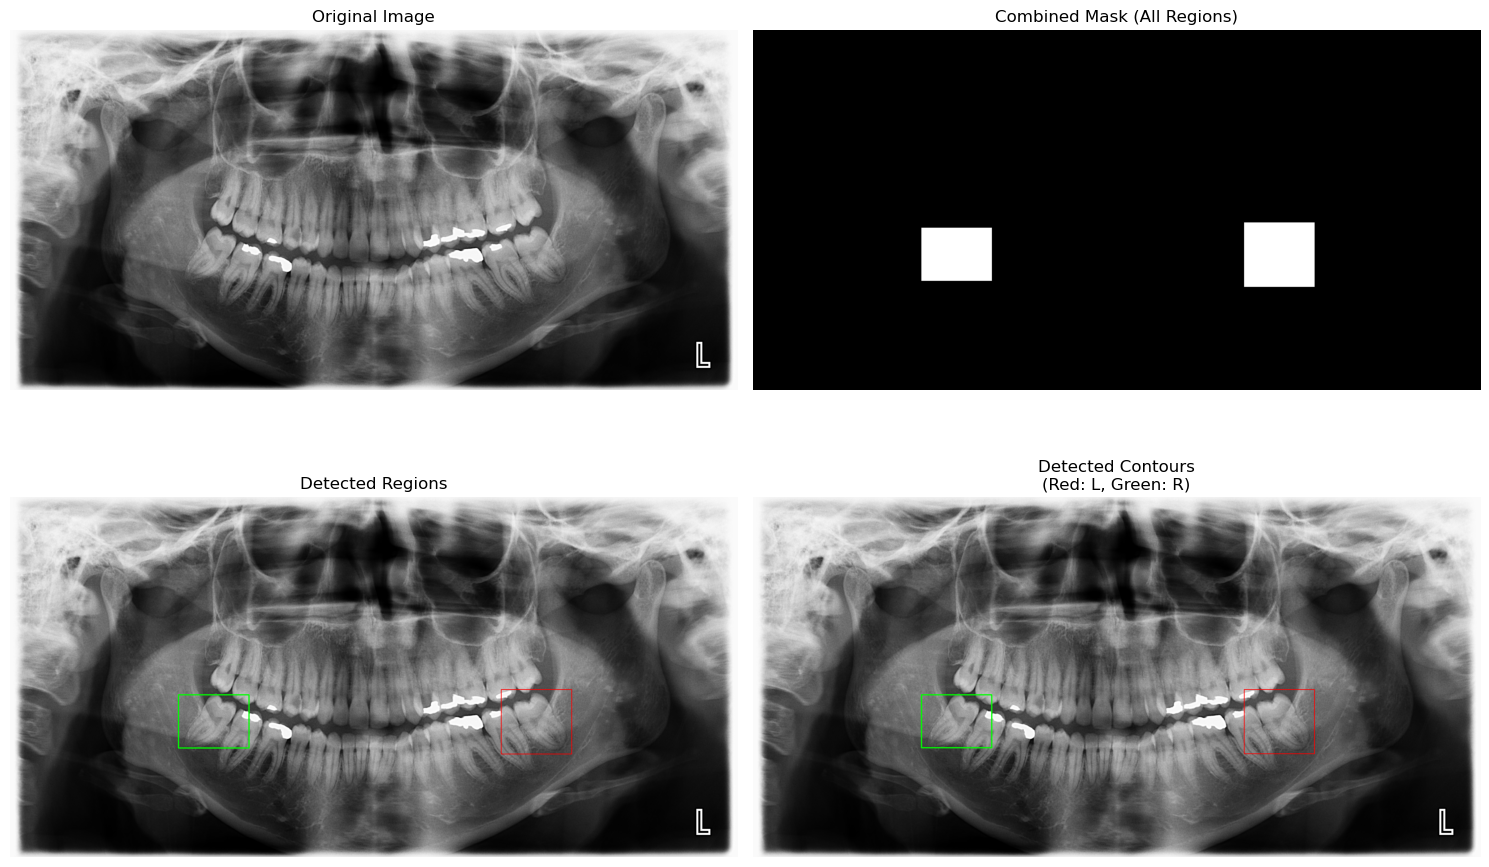 Original Image
Combined Mask (All Regions)
L
Detected Regions
Detected Contours
(Red: L, Green: R)
L
L